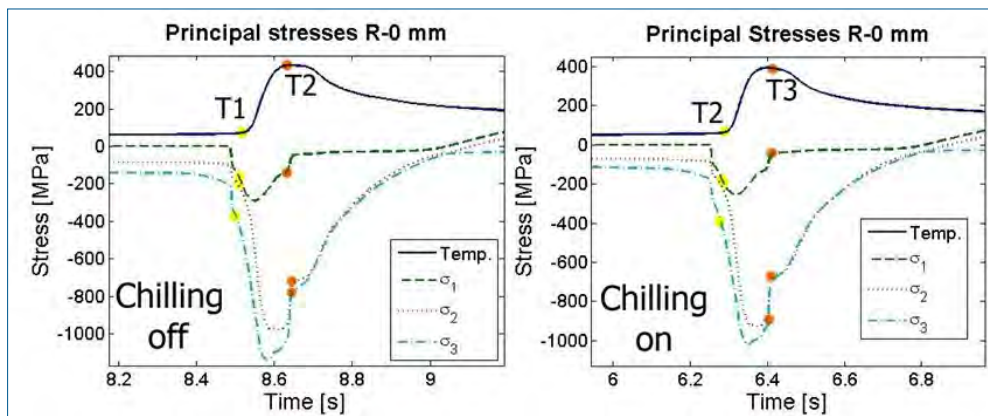 Principal stresses R-0 mm
400
200
0
-200
-400
-600
-800
-1000
Stress [MPa]
T1
T2
Chilling
off
Temp.
σ1
σ2
σ3
8.2
8.4
8.6
8.8
9
Time [s]
Principal Stresses R-0 mm
400
200
0
-200
-400
-600
-800
-1000
Stress [MPa]
T2
T3
Chilling
on
Temp.
σ1
σ2
σ3
6
6.2
6.4
6.6
6.8
Time [s]